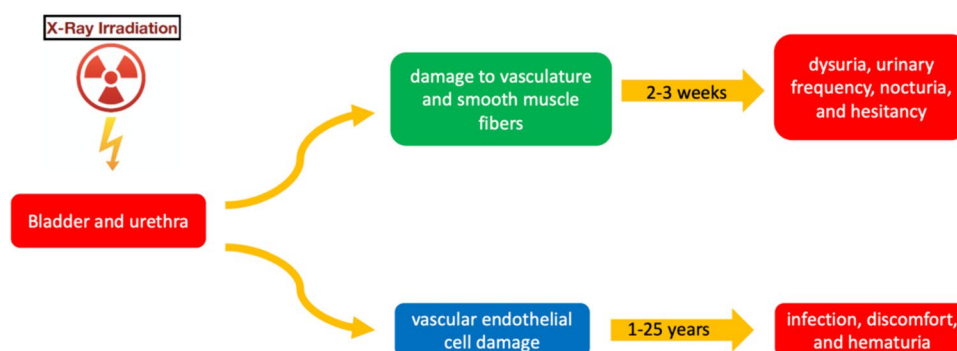 X-Ray Irradiation
damage to vasculature
and smooth muscle
fibers
2-3 weeks
dysuria, urinary
frequency, nocturia,
and hesitancy
Bladder and urethra
vascular endothelial
cell damage
1-25 years
infection, discomfort,
and hematuria